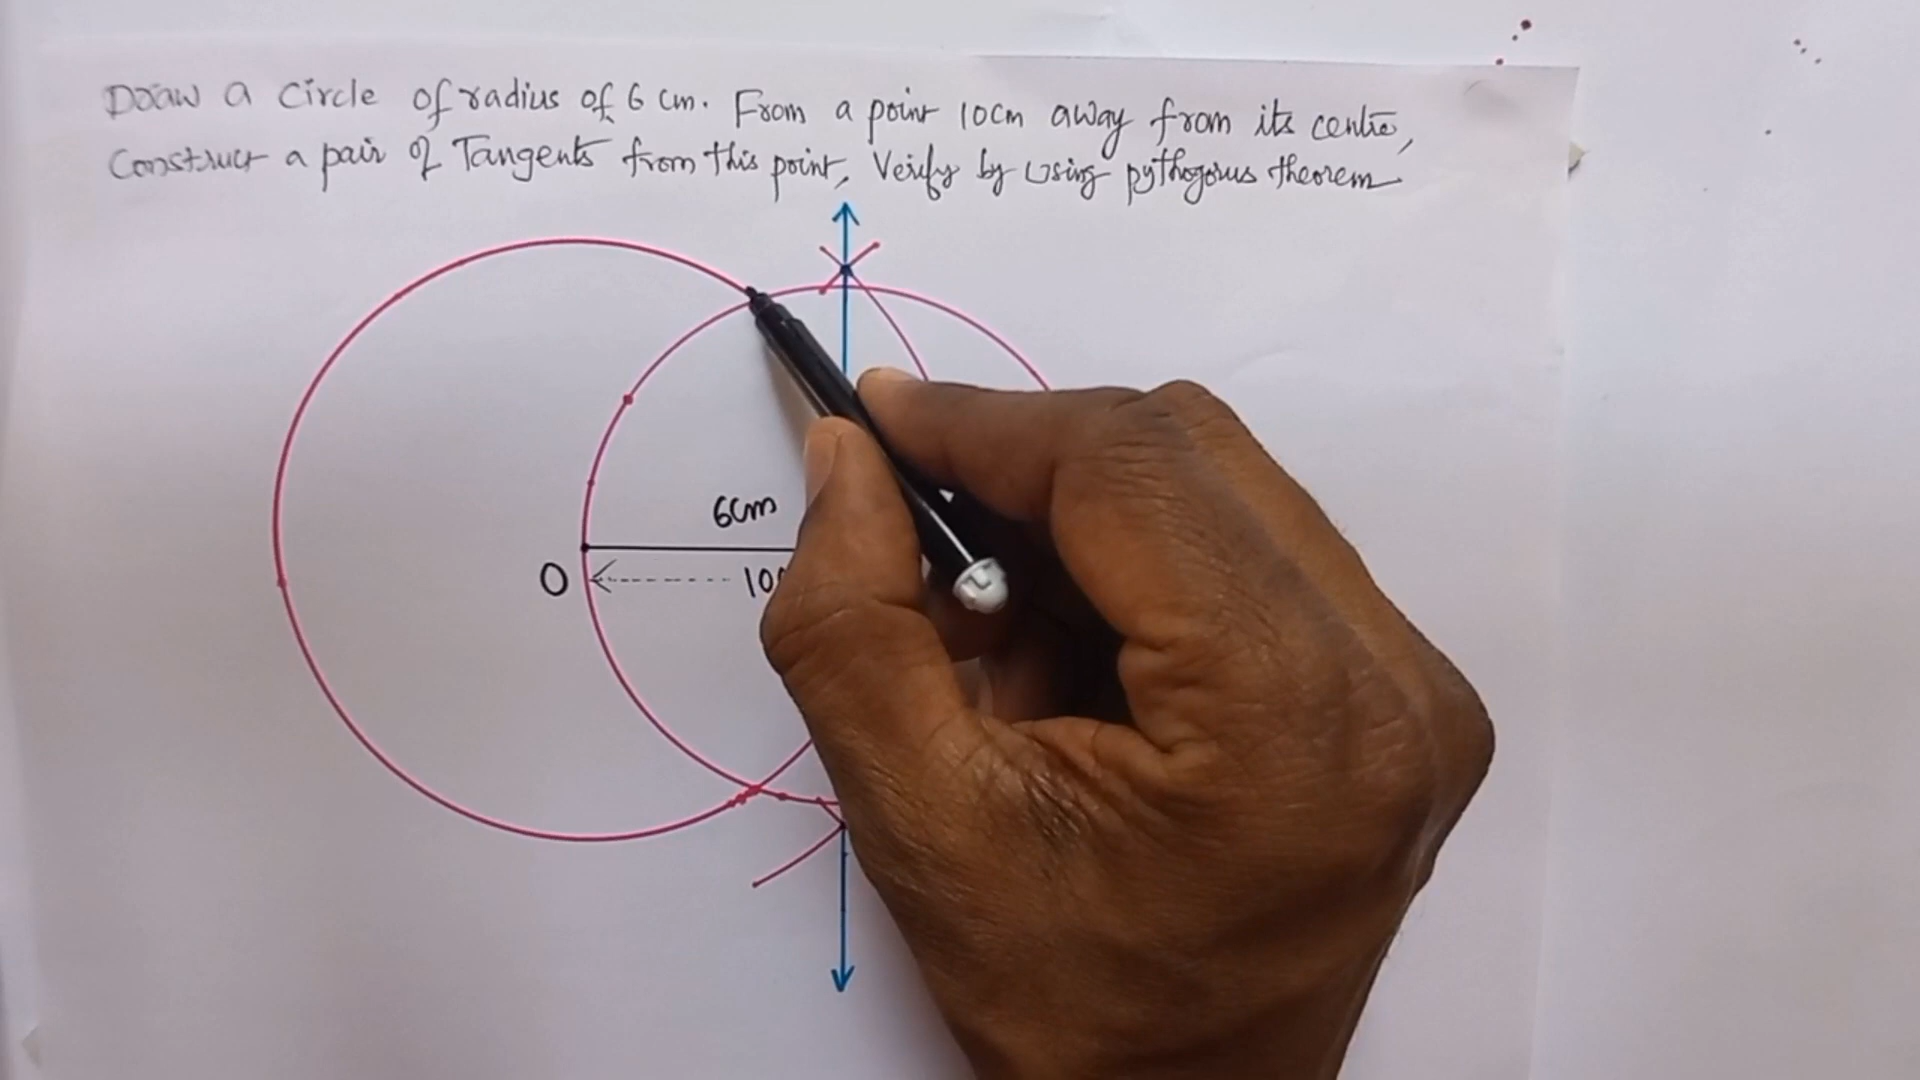 Draw a Circle of radius of 6 cm. From a point 10cm away from its centre,
Construct a pair of Tangents from this point, Verify by Using pythogorus theorem
6cm
O